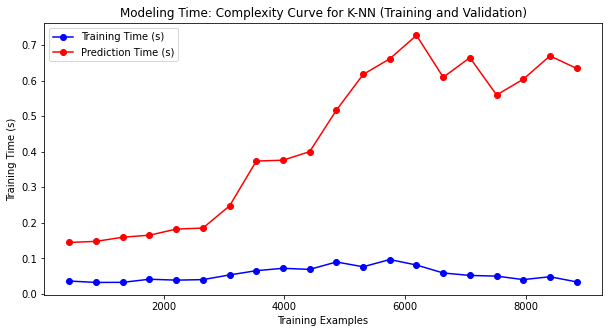 Modeling Time: Complexity Curve for K-NN (Training and Validation)
Training Time (s)
Prediction Time (s)
Training Time (s)
0.7
0.6
0.5
0.4
0.3
0.2
0.1
0.0
2000 4000 6000 8000
Training Examples